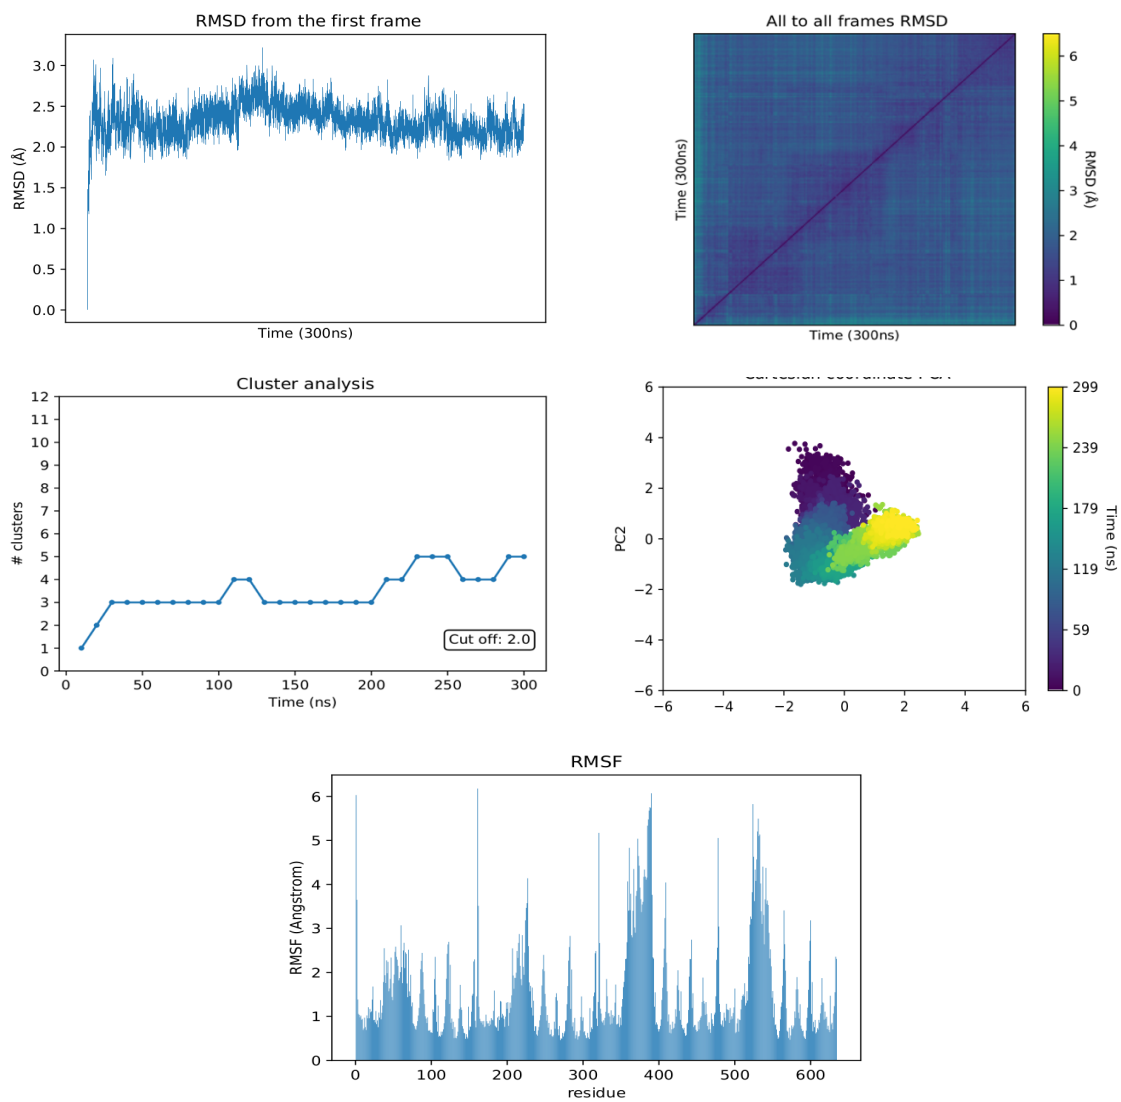 RMSD from the first frame
3.0
2.5
2.0
1.5
1.0
0.5
0.0
RMSD (Å)
Time (300ns)
All to all frames RMSD
Time (300ns)
Time (300ns)
6
5
4
3
2
1
0
RMSD (Å)
Cluster analysis
12
11
10
9
8
7
6
5
4
3
2
1
0
# clusters
Cut off: 2.0
0 50 100 150 200 250 300
Time (ns)
6
4
2
0
−2
−4
−6
PC2
−6 −4 −2 0 2 4 6
299
239
179
119
59
0
Time (ns)
RMSF
6
5
4
3
2
1
0
RMSF (Angstrom)
0 100 200 300 400 500 600
residue